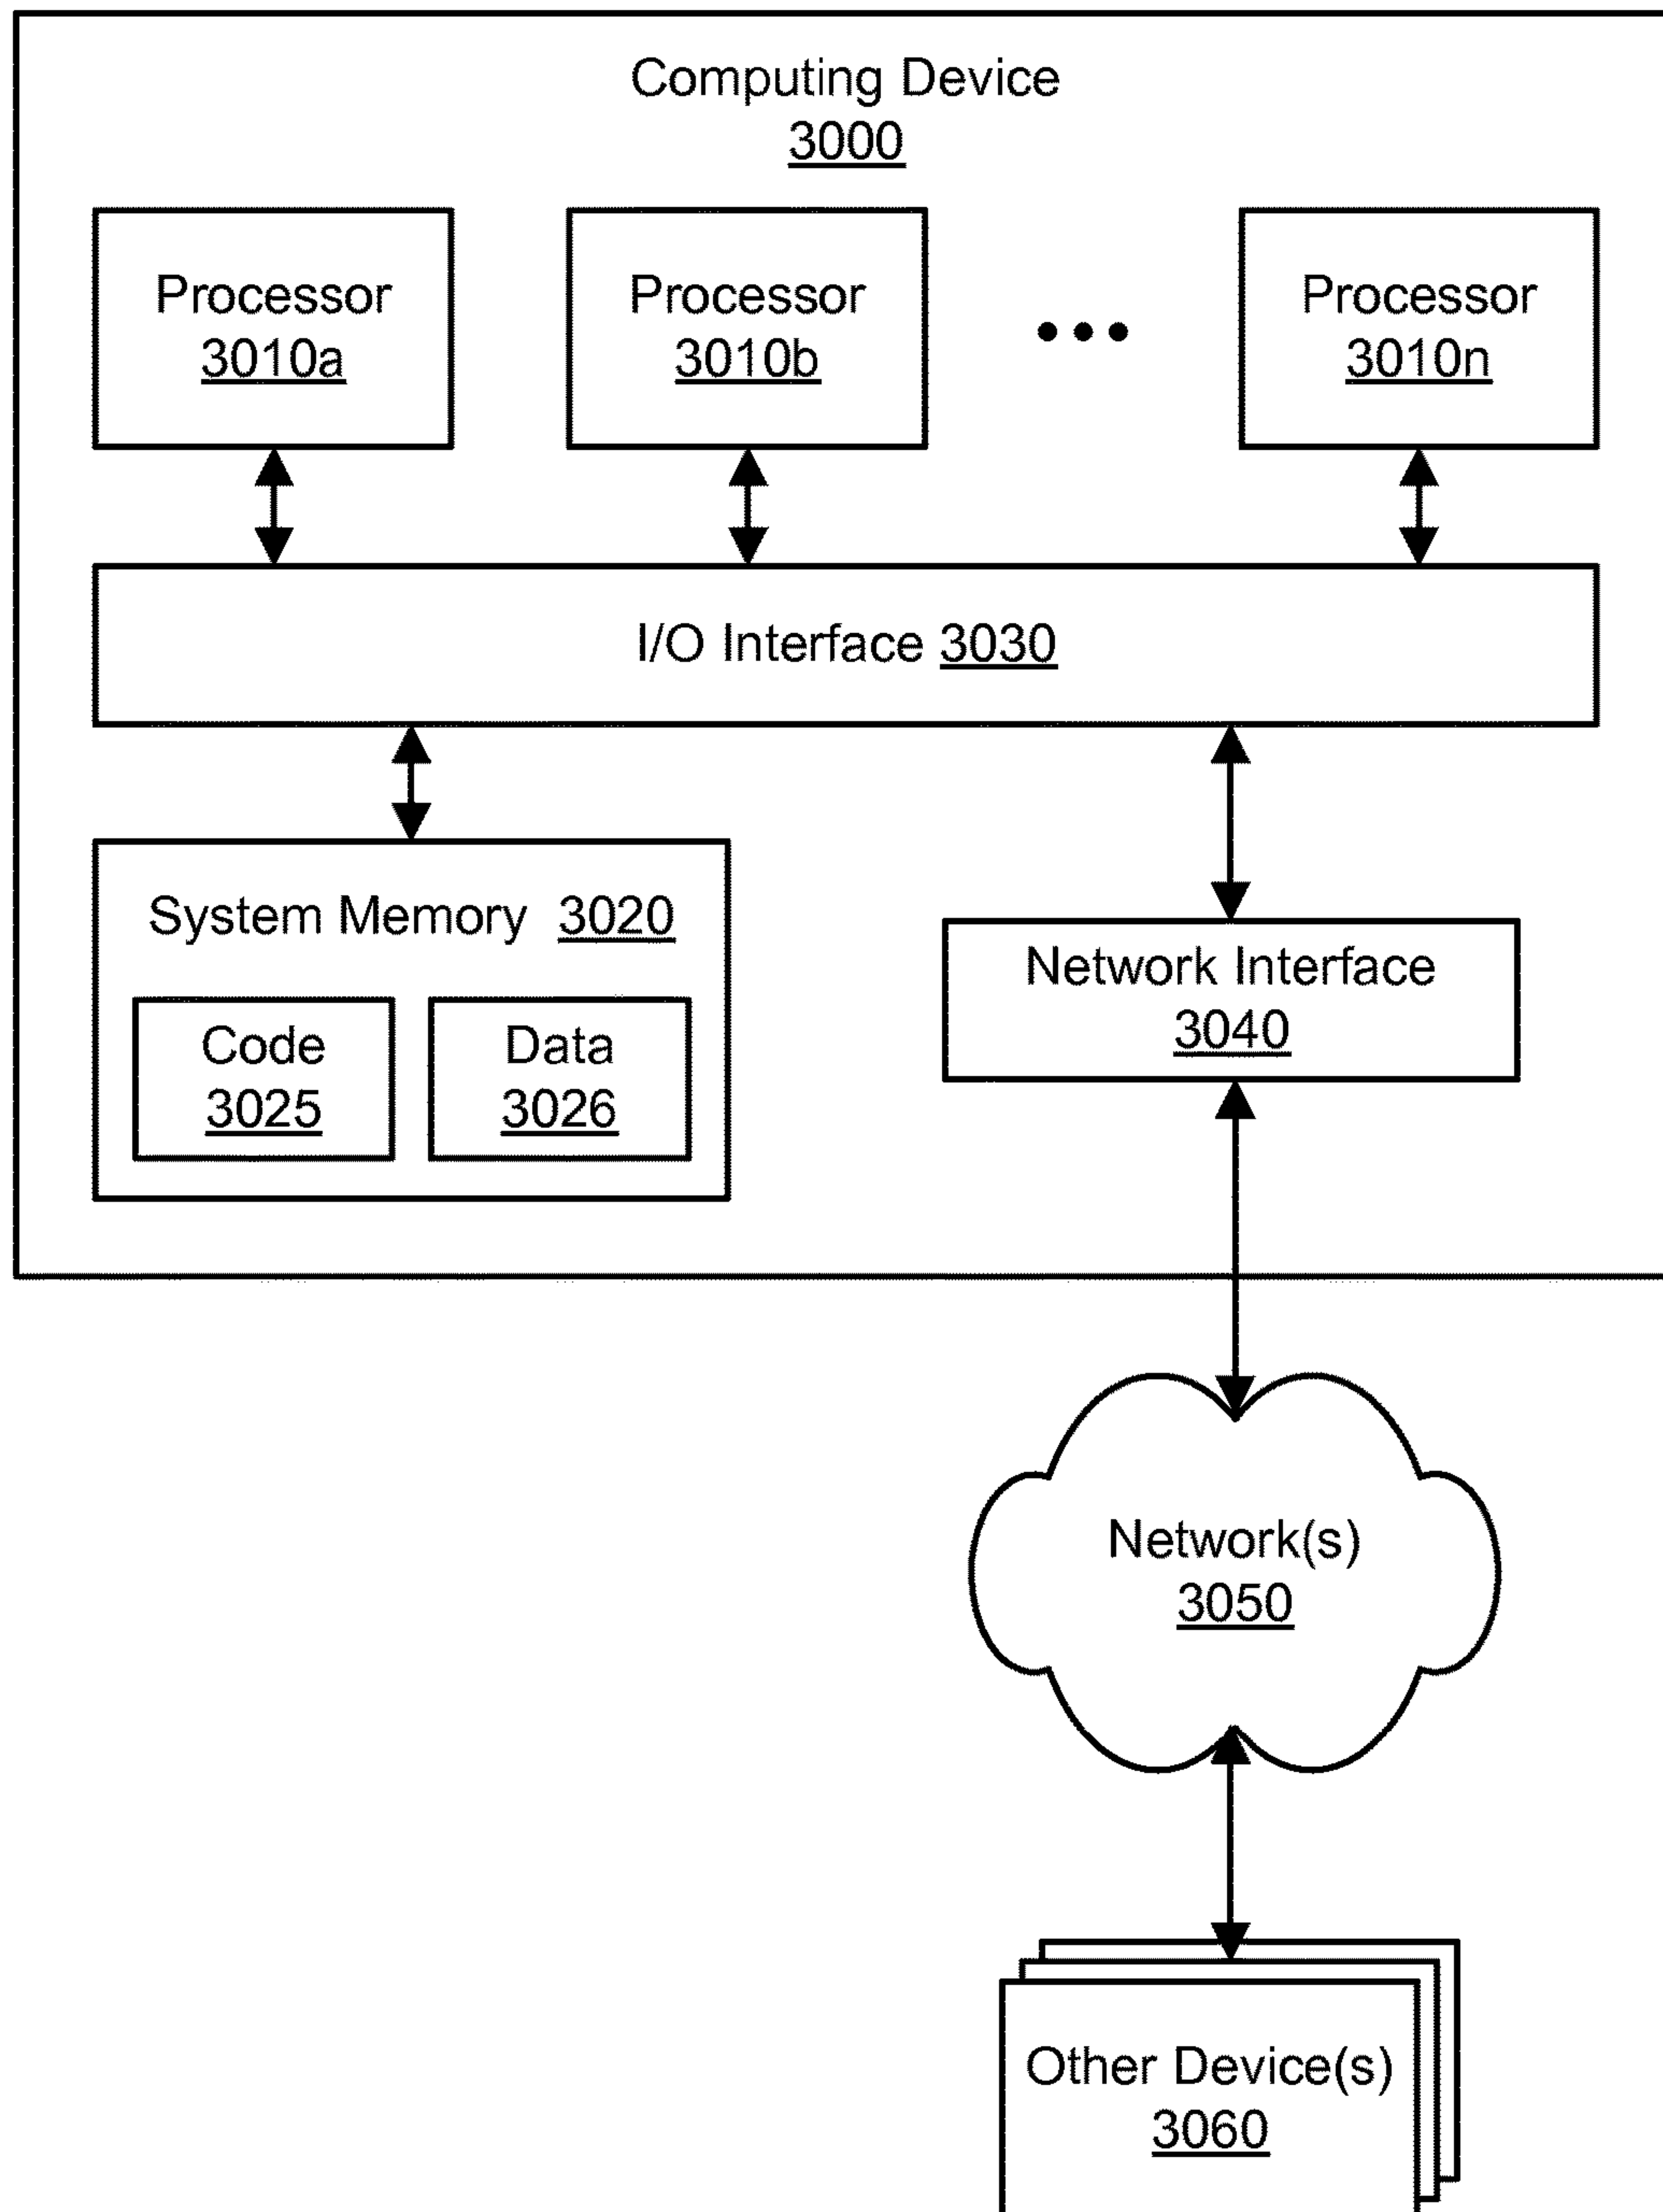 Computing Device
3000
Processor
3010a
Processor
3010b
Processor
3010n
I/O Interface 3030
System Memory 3020
Code
3025
Data
3026
Network Interface
3040
Network(s)
3050
Other Device(s)
3060